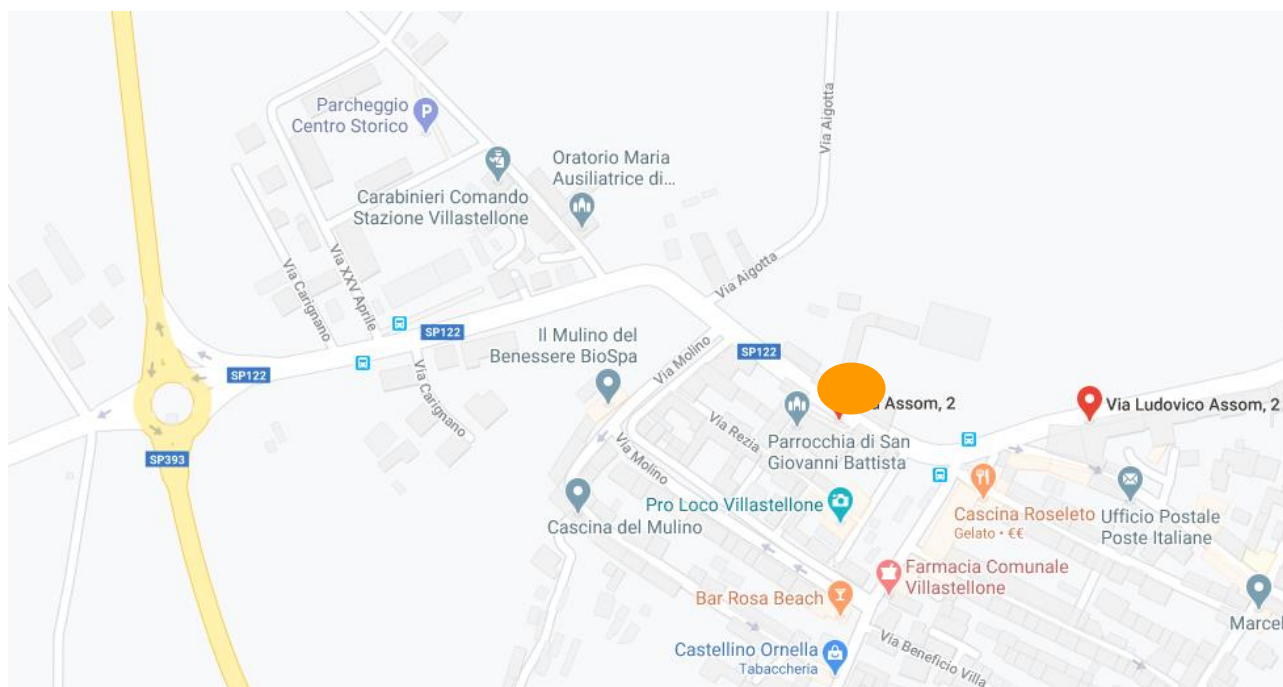 Parcheggio
Centro Storico
P
Carabinieri Comando
Stazione Villastellone
Oratorio Maria
Ausiliatrice di...
Via Aigotta
Via Aigotta
Via Carignano
Via XXV Aprile
SP122
SP122
SP122
SP393
Il Mulino del
Benessere BioSpa
Via Molino
Via Carignano
Via Rezia
Via Molino
Assom, 2
Via Ludovico Assom, 2
Parrocchia di San
Giovanni Battista
Pro Loco Villastellone
Cascina del Mulino
Cascina Roseleto
Gelato • €€
Ufficio Postale
Poste Italiane
Farmacia Comunale
Villastellone
Bar Rosa Beach
Marcel
Castellino Ornella
Tabaccheria
Via Beneficio Villa